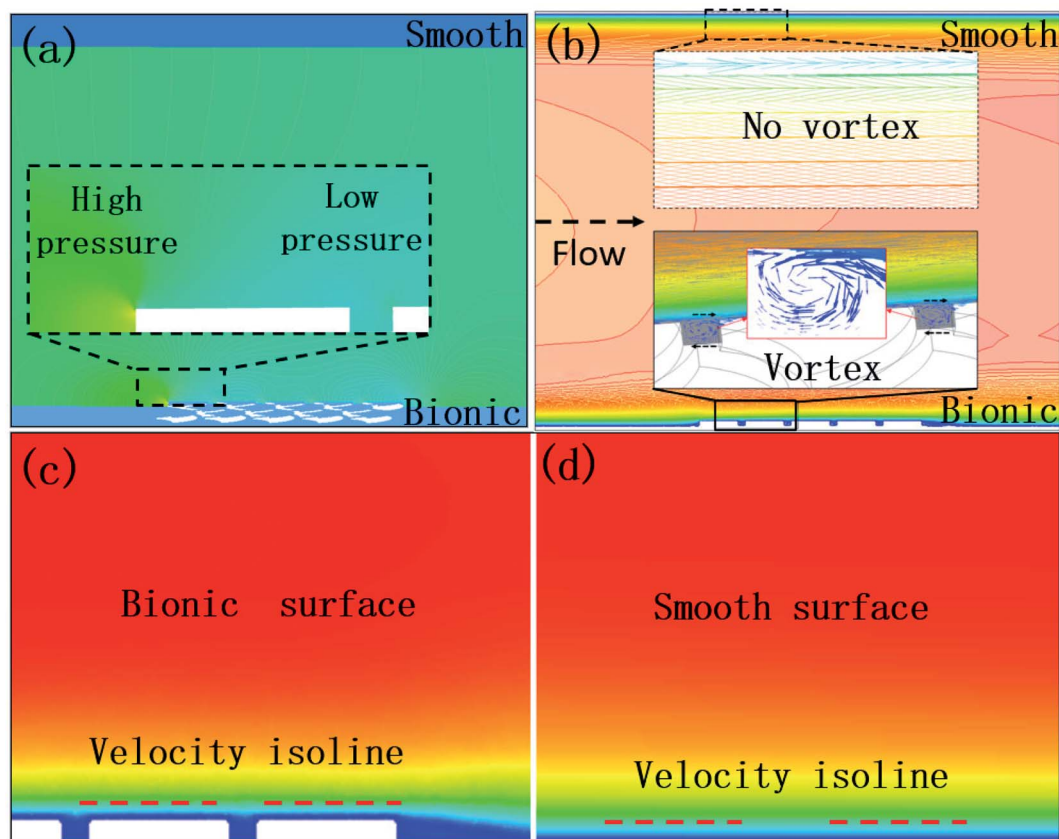 (a)
Smooth
High
pressure
Low
pressure
Bionic
(b)
Smooth
No vortex
Flow
Vortex
Bionic
(c)
Bionic surface
Velocity isoline
(d)
Smooth surface
Velocity isoline